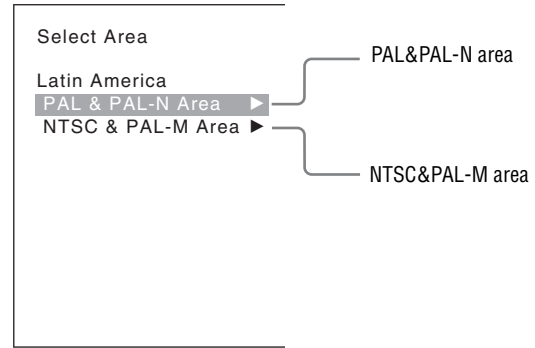 Select Area
Latin America
PAL & PAL-N Area ▶
NTSC & PAL-M Area ▶
PAL&PAL-N area
NTSC&PAL-M area